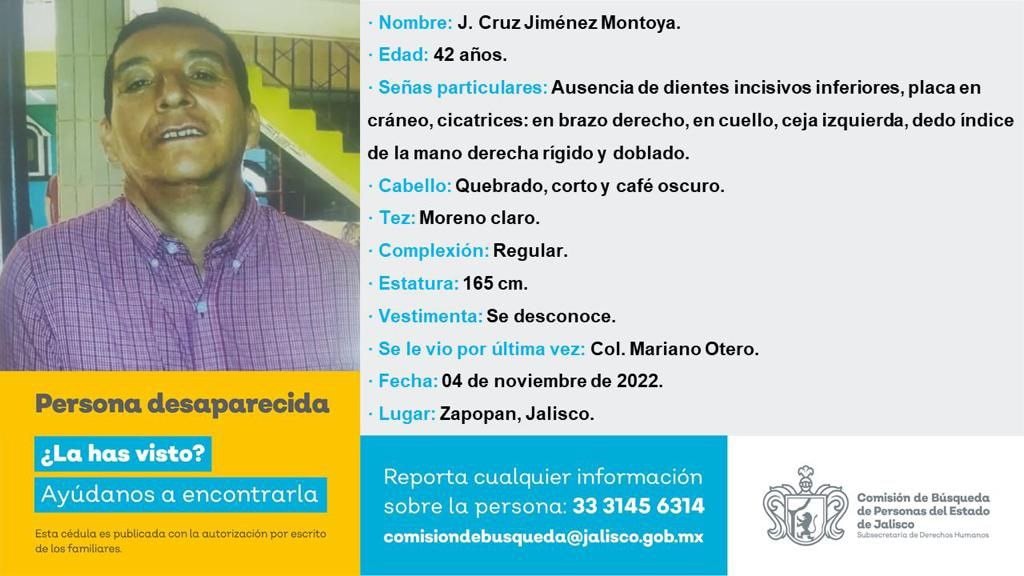 · Nombre: J. Cruz Jiménez Montoya.
· Edad: 42 años.
· Señas particulares: Ausencia de dientes incisivos inferiores, placa en
cráneo, cicatrices: en brazo derecho, en cuello, ceja izquierda, dedo índice
de la mano derecha rígido y doblado.
· Cabello: Quebrado, corto y café oscuro.
· Tez: Moreno claro.
· Complexión: Regular.
· Estatura: 165 cm.
· Vestimenta: Se desconoce.
· Se le vio por última vez: Col. Mariano Otero.
· Fecha: 04 de noviembre de 2022.
· Lugar: Zapopan, Jalisco.
Persona desaparecida
¿La has visto?
Ayúdanos a encontrarla
Esta cédula es publicada con la autorización por escrito
de los familiares.
Reporta cualquier información
sobre la persona: 33 3145 6314
comisiondebusqueda@jalisco.gob.mx
Comisión de Búsqueda
de Personas del Estado
de Jalisco
Subsecretaría de Derechos Humanos